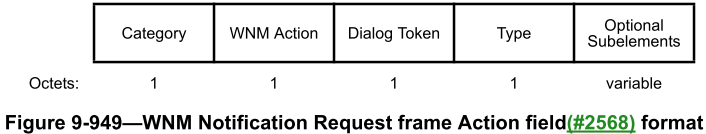 Category WNM Action Dialog Token Type Optional Subelements
Octets: 1 1 1 1 variable
Figure 9-949—WNM Notification Request frame Action field(#2568) format